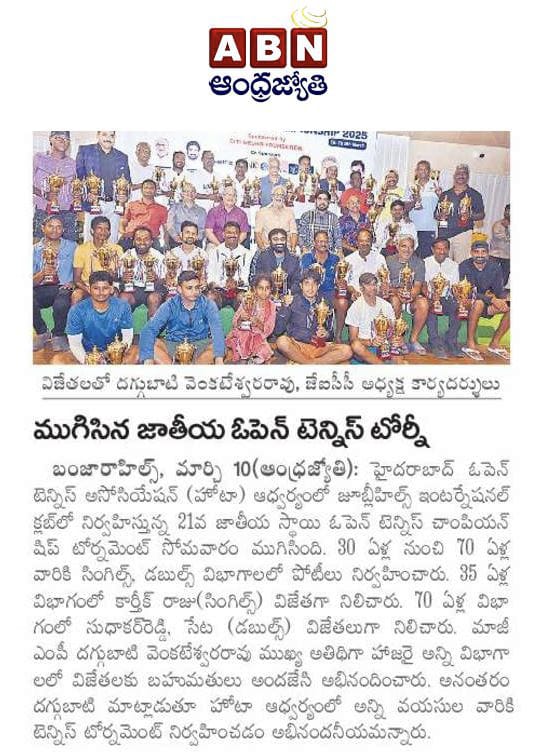 ABN
ఆంధ్రజ్యోతి
CHAMPIONSHIP 2025
విజేతలతో దగ్గుబాటి వెంకటేశ్వరరావు, జేఐసీసీ అధ్యక్ష కార్యదర్శులు
ముగిసిన జాతీయ ఓపెన్ టెన్నిస్ టోర్నీ
బంజారాహిల్స్, మార్చి 10(ఆంధ్రజ్యోతి): హైదరాబాద్ ఓపెన్
టెన్నిస్ అసోసియేషన్ (హోటా) ఆధ్వర్యంలో జూబ్లీహిల్స్ ఇంటర్నేషనల్
క్లబ్‌లో నిర్వహిస్తున్న 21వ జాతీయ స్థాయి ఓపెన్ టెన్నిస్ చాంపియన్
షిప్ టోర్నమెంట్ సోమవారం ముగిసింది. 30 ఏళ్ల నుంచి 70 ఏళ్ల
వారికి సింగిల్స్, డబుల్స్ విభాగాలలో పోటీలు నిర్వహించారు. 35 ఏళ్ల
విభాగంలో కార్తీక్ రాజు(సింగిల్స్) విజేతగా నిలిచారు. 70 ఏళ్ల విభా
గంలో సుధాకర్‌రెడ్డి, సేట (డబుల్స్) విజేతలుగా నిలిచారు. మాజీ
ఎంపీ దగ్గుబాటి వెంకటేశ్వరరావు ముఖ్య అతిథిగా హాజరై అన్ని విభాగా
లలో విజేతలకు బహుమతులు అందజేసి అభినందించారు. అనంతరం
దగ్గుబాటి మాట్లాడుతూ హోటా ఆధ్వర్యంలో అన్ని వయసుల వారికి
టెన్నిస్ టోర్నమెంట్ నిర్వహించడం అభినందనీయమన్నారు.